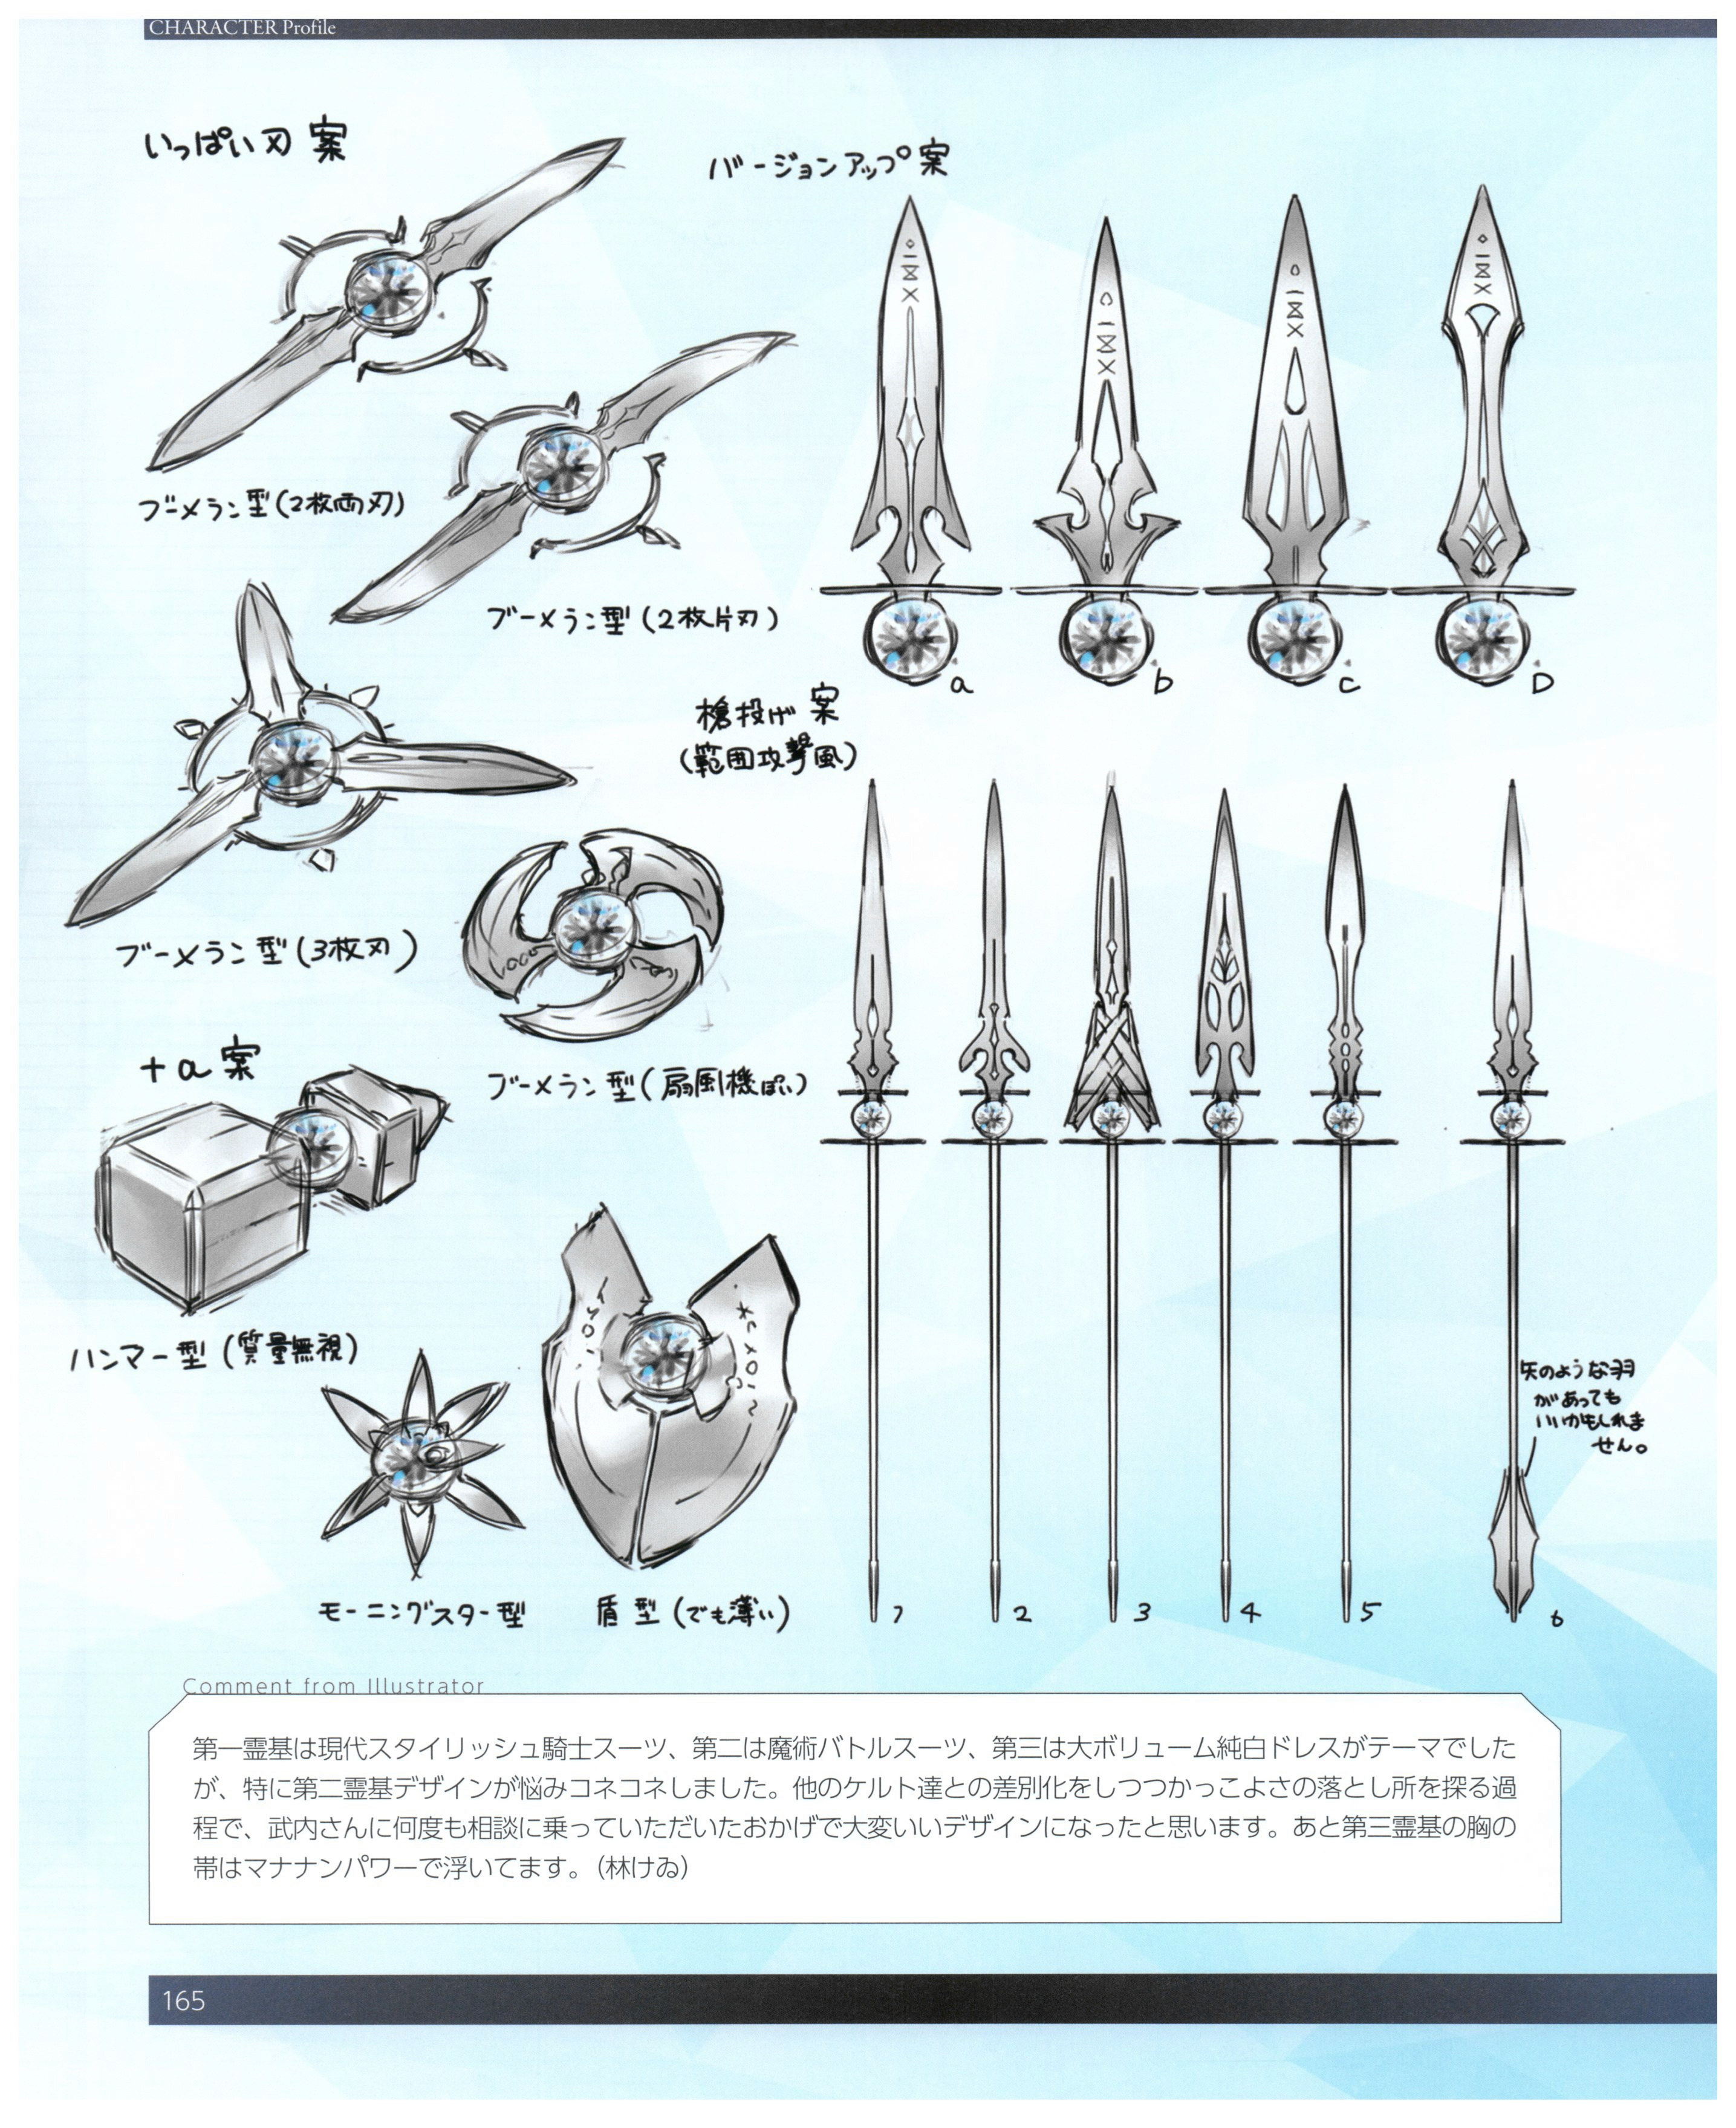 CHARACTER Profile
いっぱい刃 案
ブーメラン型(2枚両刃)
ブーメラン型(2枚片刃)
ブーメラン型(3枚刃)
ブーメラン型(扇風機ぽい)
+α案
ハンマー型(質量無視)
モーニングスター型
盾型(でも薄い)
バージョンアップ案
a
b
c
D
槍投げ案
(範囲攻撃風)
1
2
3
4
5
6
矢のような羽
があっても
いいかもしれま
せん。
Comment from Illustrator
第一霊基は現代スタイリッシュ騎士スーツ、第二は魔術バトルスーツ、第三は大ボリューム純白ドレスがテーマでした
が、特に第二霊基デザインが悩みコネコネしました。他のケルト達との差別化をしつつかっこよさの落とし所を探る過
程で、武内さんに何度も相談に乗っていただいたおかげで大変いいデザインになったと思います。あと第三霊基の胸の
帯はマナナンパワーで浮いてます。（林けゐ）
165